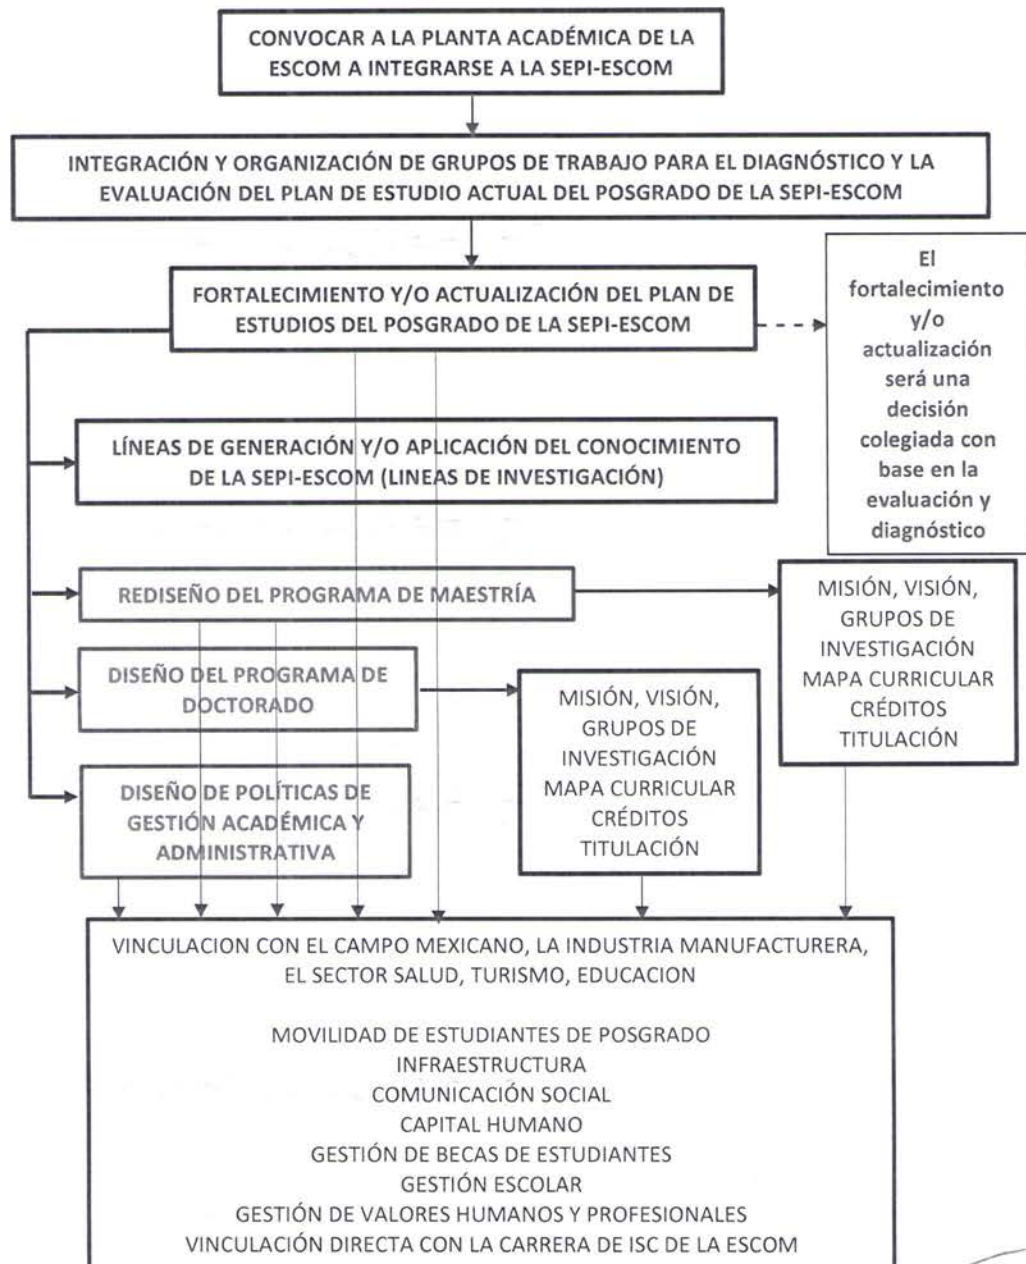 CONVOCAR A LA PLANTA ACADÉMICA DE LA
ESCOM A INTEGRARSE A LA SEPI-ESCOM
INTEGRACIÓN Y ORGANIZACIÓN DE GRUPOS DE TRABAJO PARA EL DIAGNÓSTICO Y LA
EVALUACIÓN DEL PLAN DE ESTUDIO ACTUAL DEL POSGRADO DE LA SEPI-ESCOM
FORTALECIMIENTO Y/O ACTUALIZACIÓN DEL PLAN DE
ESTUDIOS DEL POSGRADO DE LA SEPI-ESCOM
El
fortalecimiento
y/o
actualización
será una
decisión
colegiada con
base en la
evaluación y
diagnóstico
LÍNEAS DE GENERACIÓN Y/O APLICACIÓN DEL CONOCIMIENTO
DE LA SEPI-ESCOM (LINEAS DE INVESTIGACIÓN)
REDISEÑO DEL PROGRAMA DE MAESTRÍA
MISIÓN, VISIÓN,
GRUPOS DE
INVESTIGACIÓN
MAPA CURRICULAR
CRÉDITOS
TITULACIÓN
DISEÑO DEL PROGRAMA DE
DOCTORADO
MISIÓN, VISIÓN,
GRUPOS DE
INVESTIGACIÓN
MAPA CURRICULAR
CRÉDITOS
TITULACIÓN
DISEÑO DE POLÍTICAS DE
GESTIÓN ACADÉMICA Y
ADMINISTRATIVA
VINCULACION CON EL CAMPO MEXICANO, LA INDUSTRIA MANUFACTURERA,
EL SECTOR SALUD, TURISMO, EDUCACION
MOVILIDAD DE ESTUDIANTES DE POSGRADO
INFRAESTRUCTURA
COMUNICACIÓN SOCIAL
CAPITAL HUMANO
GESTIÓN DE BECAS DE ESTUDIANTES
GESTIÓN ESCOLAR
GESTIÓN DE VALORES HUMANOS Y PROFESIONALES
VINCULACIÓN DIRECTA CON LA CARRERA DE ISC DE LA ESCOM